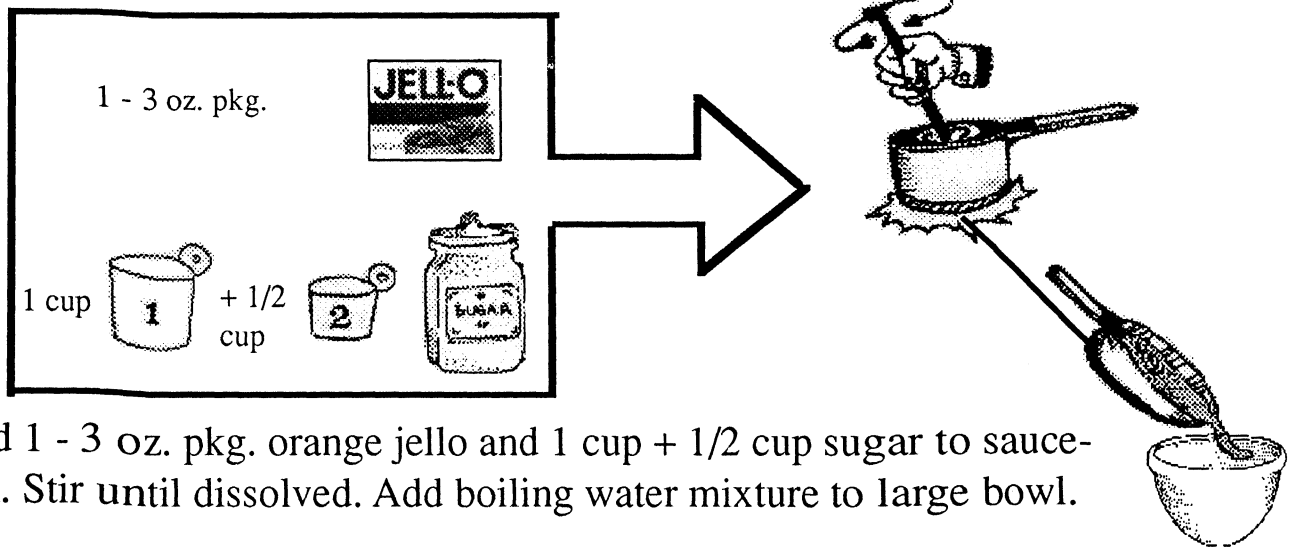 1 - 3 oz. pkg.
JELL-O
1 cup
1
+ 1/2
cup
2
SUGAR
d 1 - 3 oz. pkg. orange jello and 1 cup + 1/2 cup sugar to sauce-
. Stir until dissolved. Add boiling water mixture to large bowl.